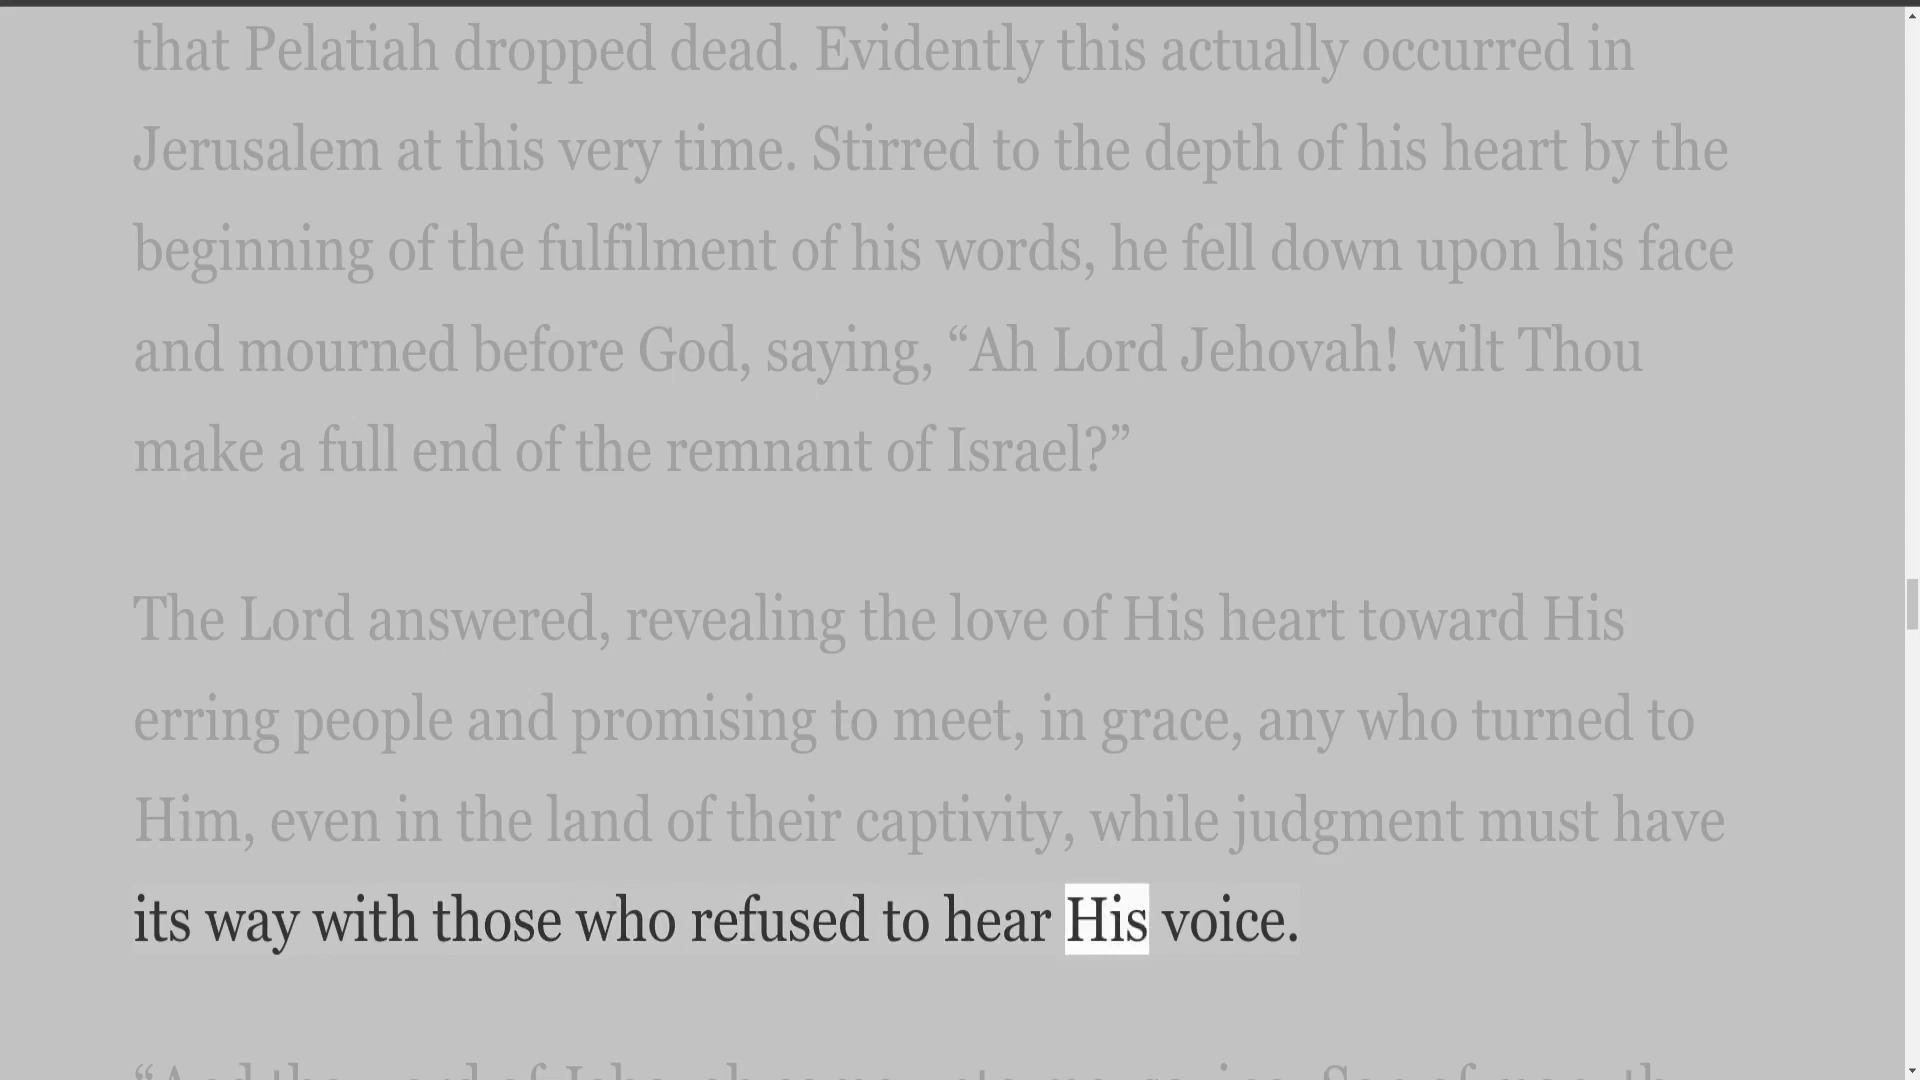 that Pelatiah dropped dead. Evidently this actually occurred in
Jerusalem at this very time. Stirred to the depth of his heart by the
beginning of the fulfilment of his words, he fell down upon his face
and mourned before God, saying, “Ah Lord Jehovah! wilt Thou
make a full end of the remnant of Israel?”
The Lord answered, revealing the love of His heart toward His
erring people and promising to meet, in grace, any who turned to
Him, even in the land of their captivity, while judgment must have
its way with those who refused to hear His voice.